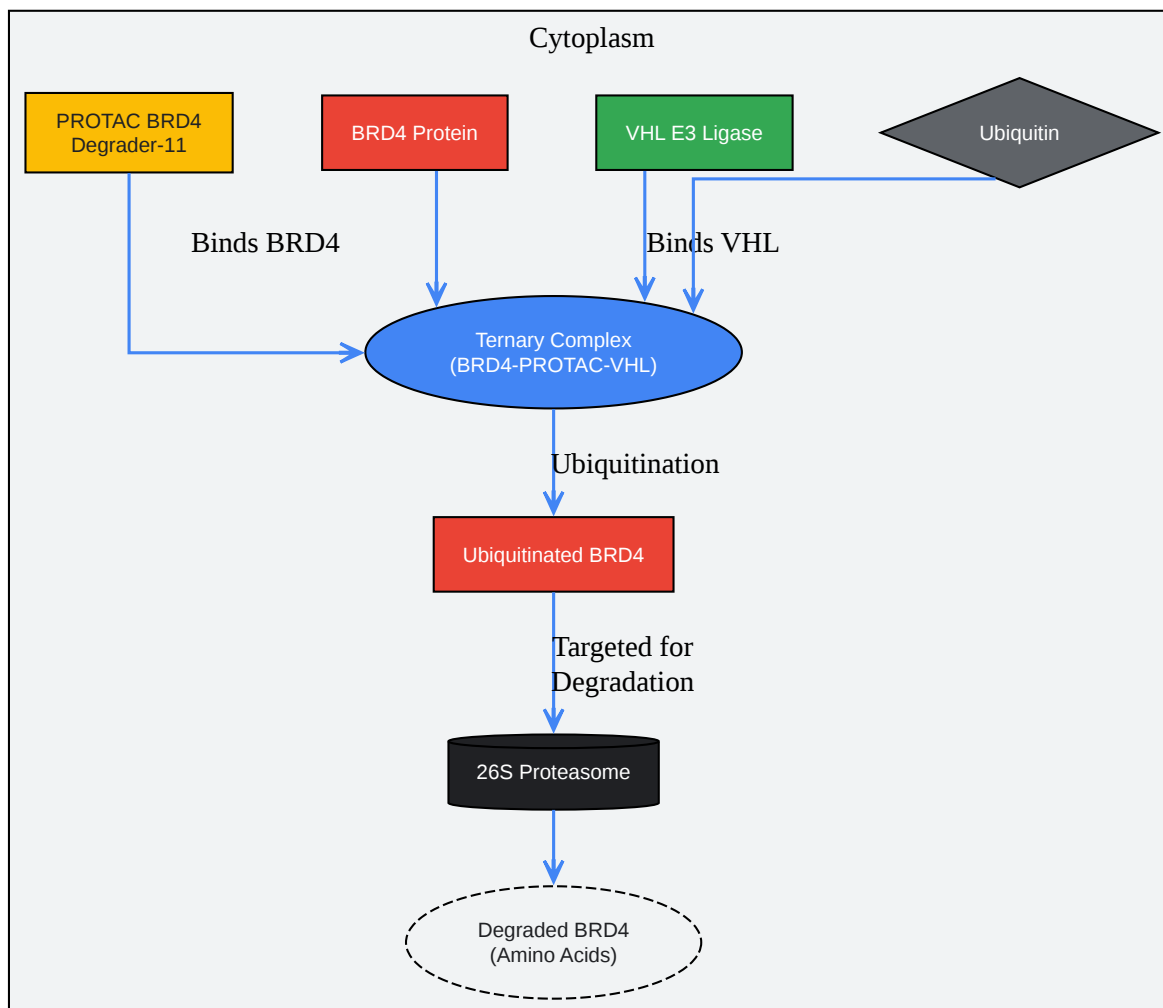 Cytoplasm
PROTAC BRD4
Degrader-11
BRD4 Protein
VHL E3 Ligase
Ubiquitin
Binds BRD4
Binds VHL
Ternary Complex
(BRD4-PROTAC-VHL)
Ubiquitination
Ubiquitinated BRD4
Targeted for
Degradation
26S Proteasome
Degraded BRD4
(Amino Acids)